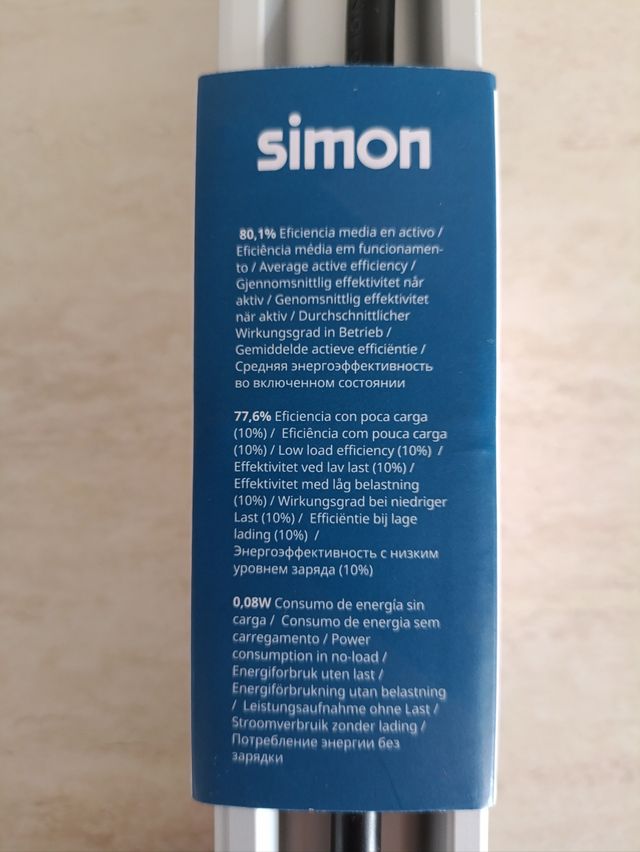 simon
80,1% Eficiencia media en activo /
Eficiência média em funcionamen-
to / Average active efficiency /
Gjennomsnittlig effektivitet når
aktiv / Genomsnittlig effektivitet
när aktiv / Durchschnittlicher
Wirkungsgrad in Betrieb /
Gemiddelde actieve efficiëntie /
Средняя энергоэффективность
во включенном состоянии
77,6% Eficiencia con poca carga
(10%) / Eficiência com pouca carga
(10%) / Low load efficiency (10%) /
Effektivitet ved lav last (10%) /
Effektivitet med låg belastning
(10%) / Wirkungsgrad bei niedriger
Last (10%) / Efficiëntie bij lage
lading (10%) /
Энергоэффективность с низким
уровнем заряда (10%)
0,08W Consumo de energía sin
carga / Consumo de energia sem
carregamento / Power
consumption in no-load /
Energiforbruk uten last /
Energiförbrukning utan belastning
/ Leistungsaufnahme ohne Last /
Stroomverbruik zonder lading /
Потребление энергии без
зарядки